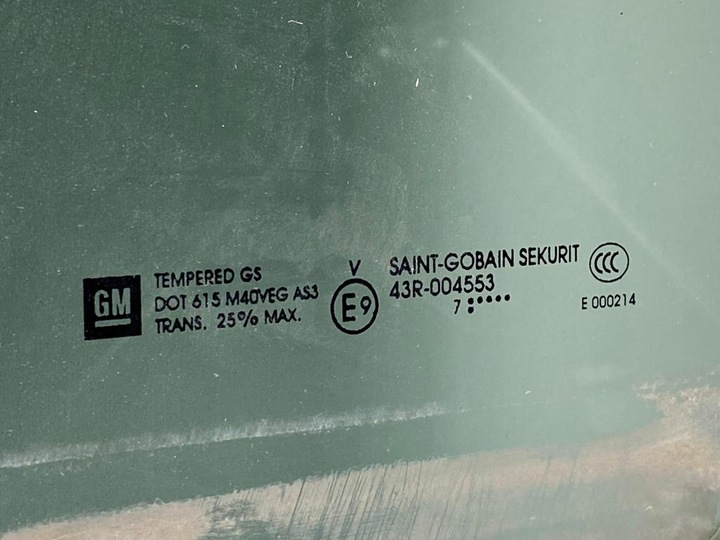 GM
TEMPERED GS
DOT 615 M40VEG AS3
TRANS. 25% MAX.
V
E9
SAINT-GOBAIN SEKURIT
43R-004553
7
CCC
E 000214